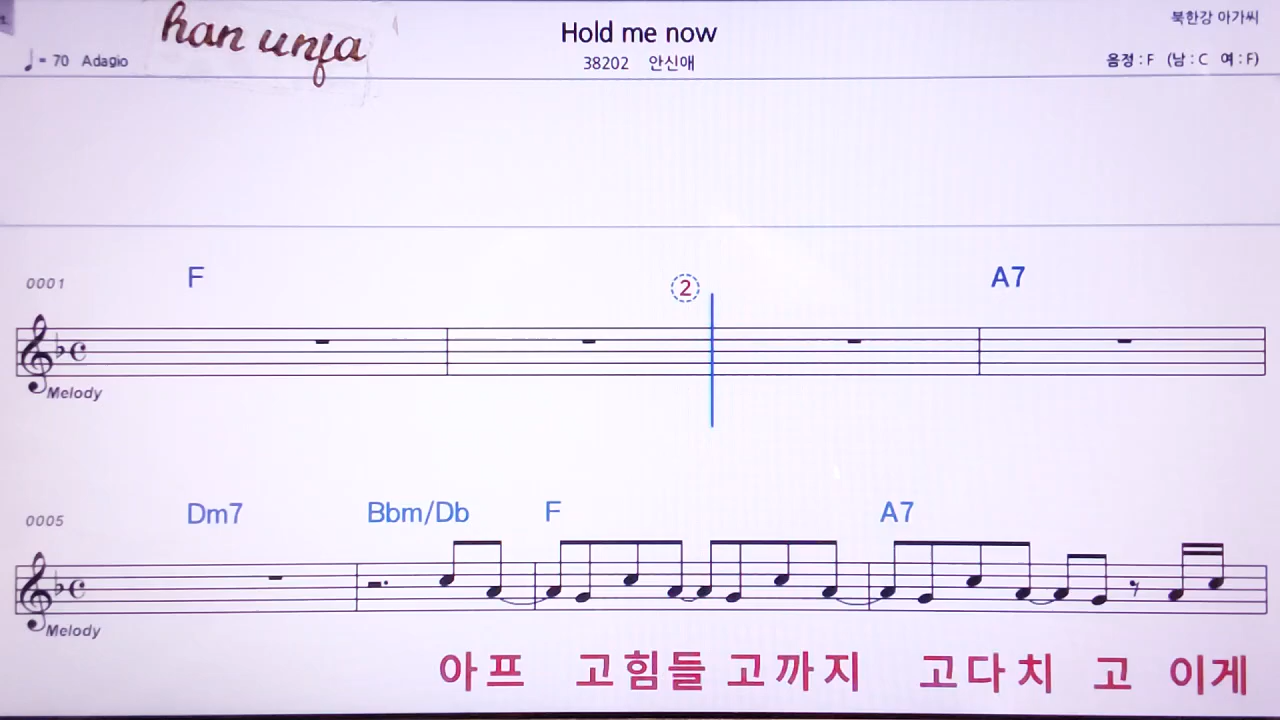 han unja
Hold me now
북한강 아가씨
= 70 Adagio
38202 안신애
음정 : F (남 : C 여 : F)
0001 F ② A7
Melody
0005 Dm7 Bbm/Db F A7
Melody
아프 고힘들 고까지 고다치 고 이게